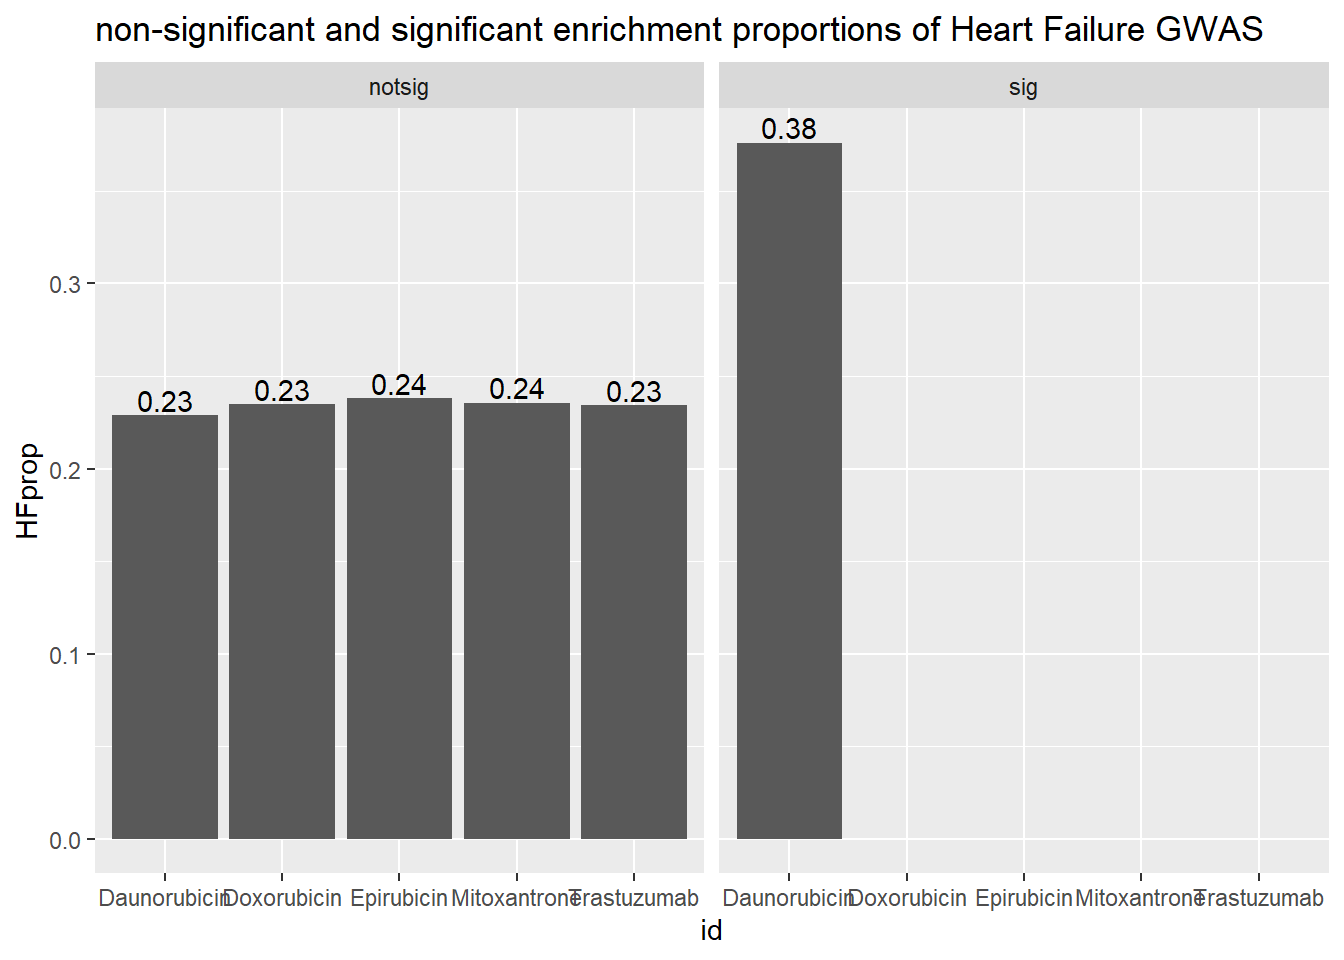 non-significant and significant enrichment proportions of Heart Failure GWAS
notsig
sig
HFprop
0.3
0.2
0.1
0.0
0.23
0.23
0.24
0.24
0.23
0.38
Daunorubicin Doxorubicin Epirubicin Mitoxantrone Trastuzumab
Daunorubicin Doxorubicin Epirubicin Mitoxantrone Trastuzumab
id